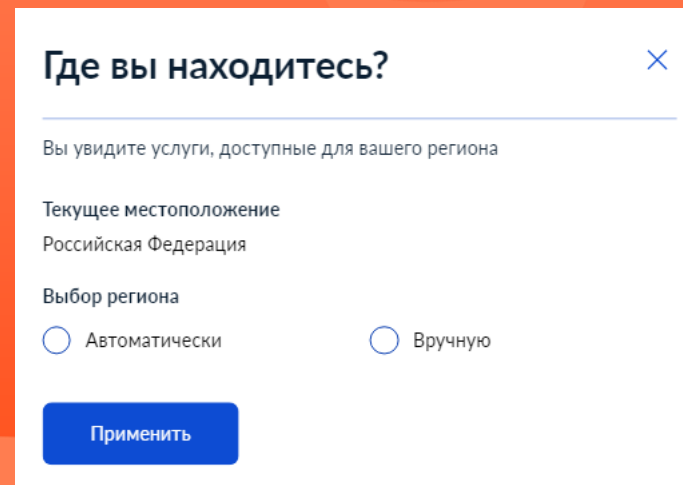 Где вы находитесь?
Вы увидите услуги, доступные для вашего региона
Текущее местоположение
Российская Федерация
Выбор региона
Автоматически
Вручную
Применить